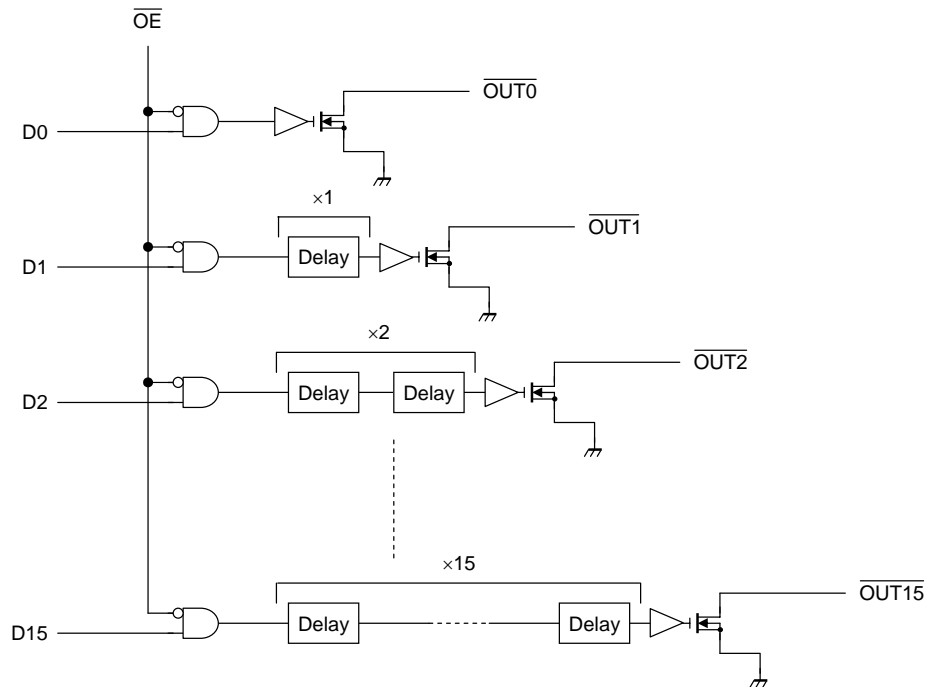 OE
OUT0
D0
×1
OUT1
Delay
D1
×2
OUT2
Delay Delay
D2
×15
OUT15
Delay Delay
D15